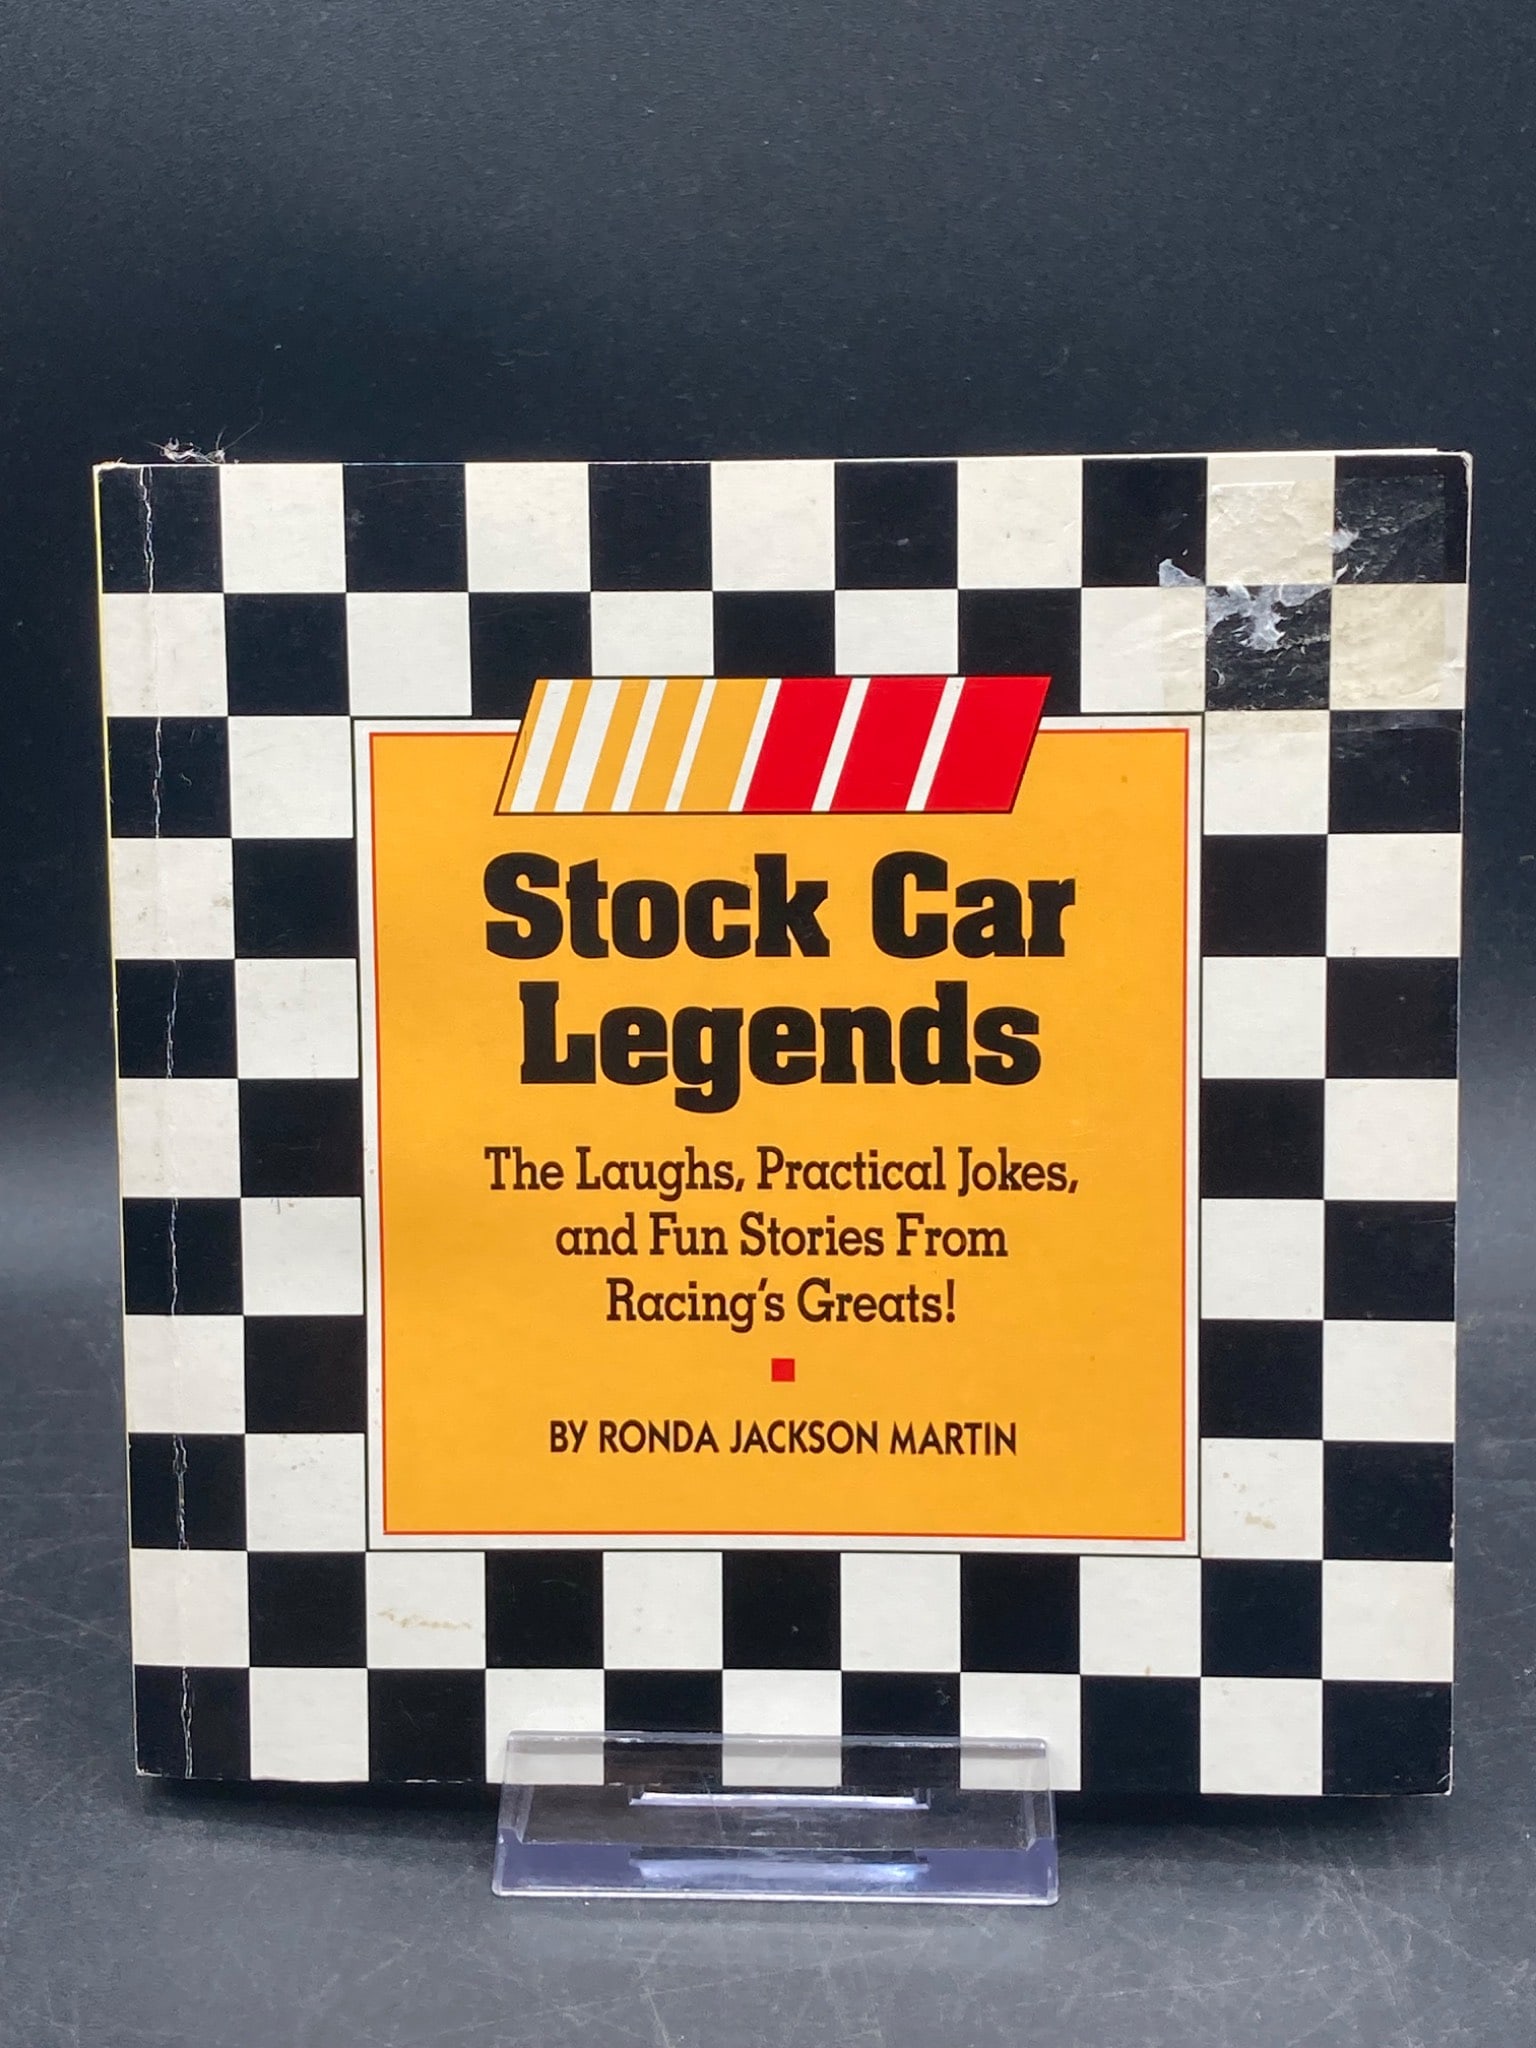 Stock Car
Legends
The Laughs, Practical Jokes,
and Fun Stories From
Racing's Greats!
BY RONDA JACKSON MARTIN